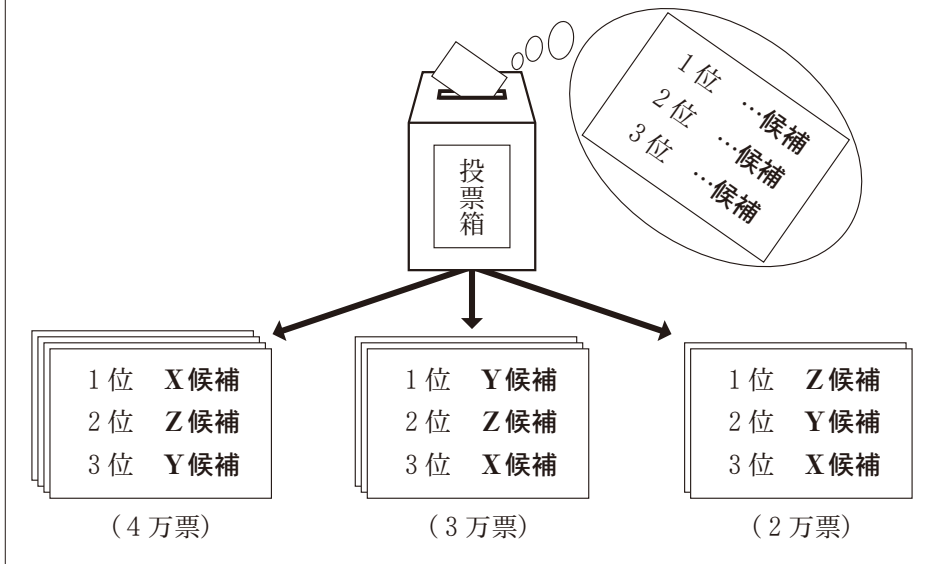 1位 …候補
2位 …候補
3位 …候補
投票箱
1位 X候補
2位 Z候補
3位 Y候補
(4万票)
1位 Y候補
2位 Z候補
3位 X候補
(3万票)
1位 Z候補
2位 Y候補
3位 X候補
(2万票)